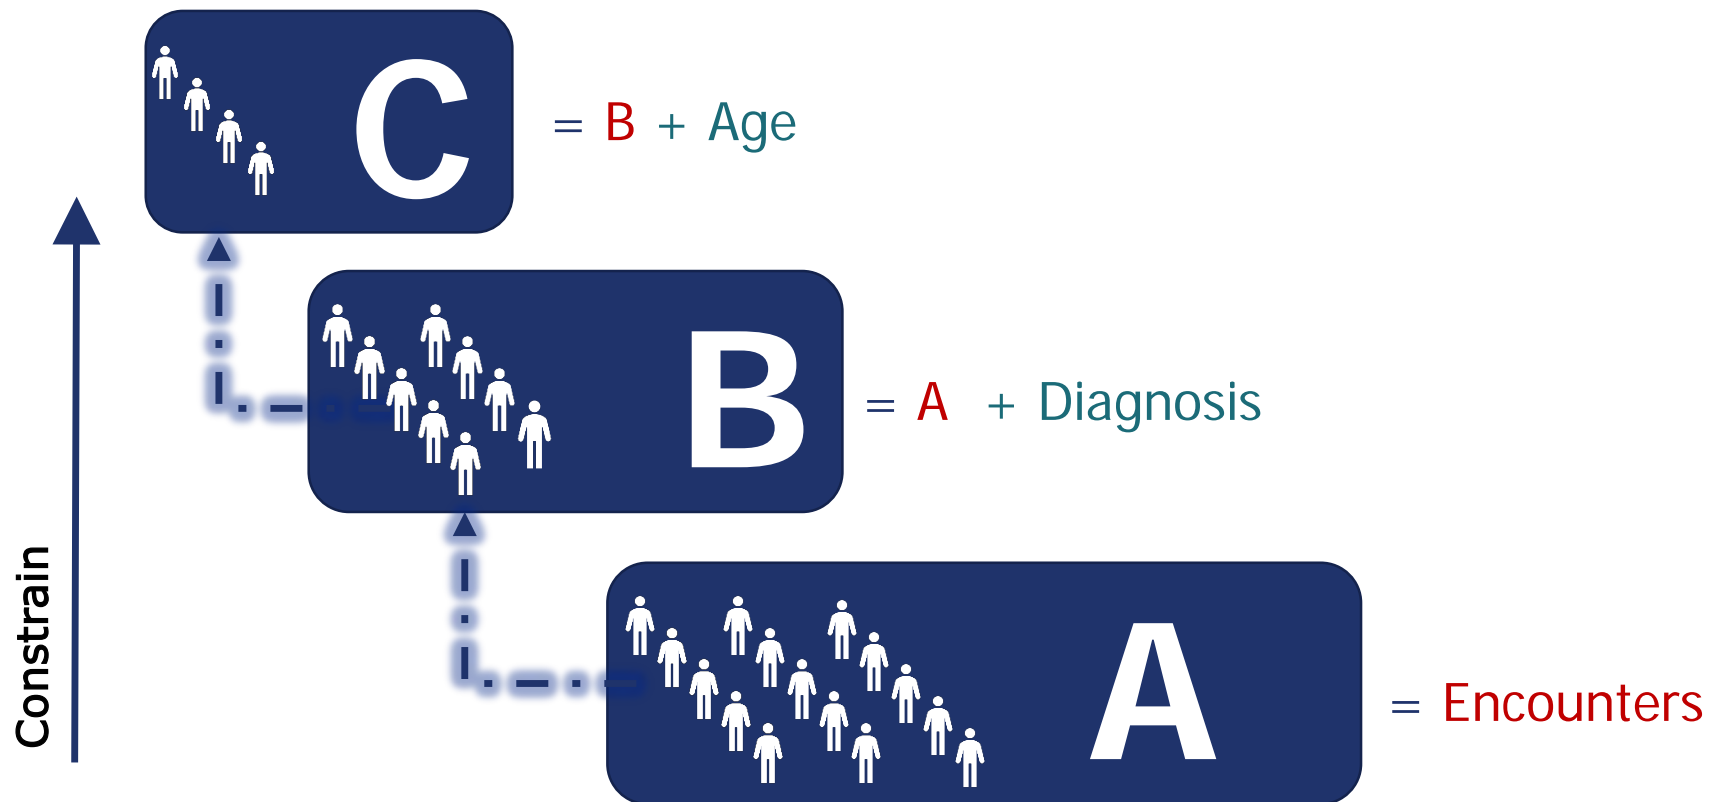 C = B + Age
B = A + Diagnosis
A = Encounters
Constrain